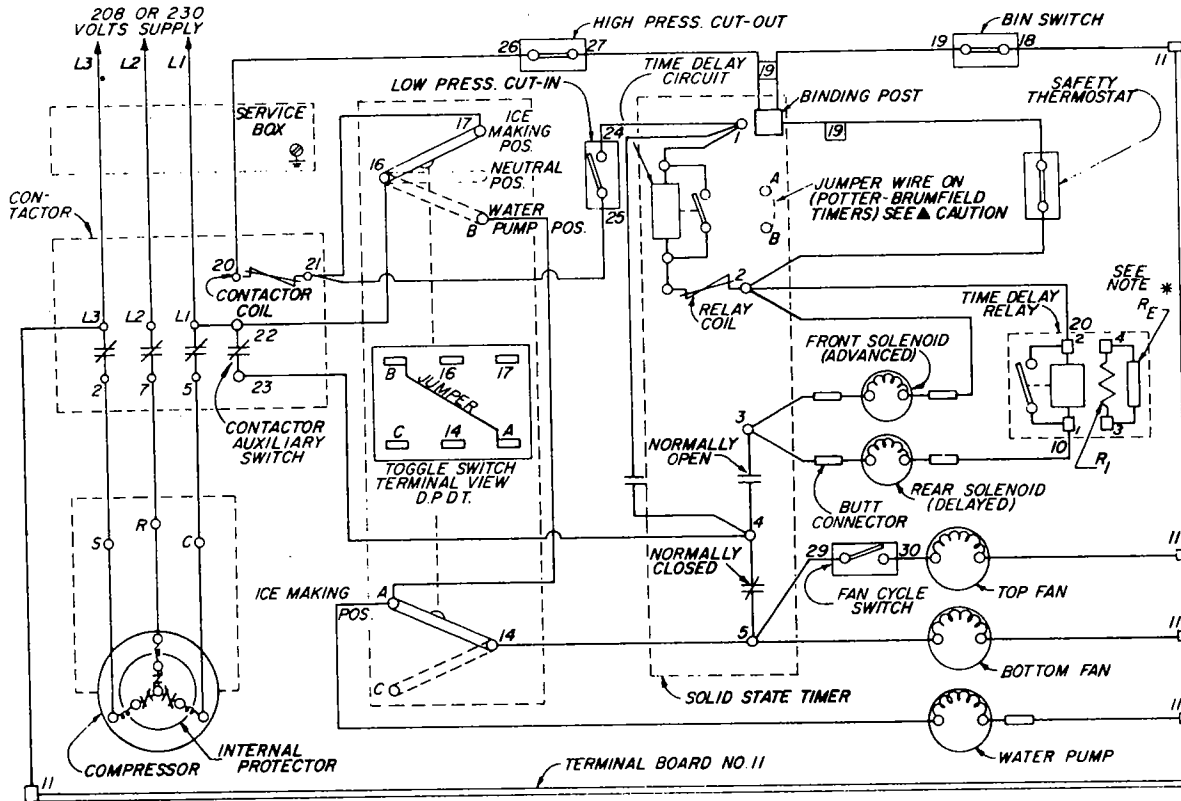 208 OR 230
VOLTS SUPPLY
L3
L2
L1
HIGH PRESS. CUT-OUT
26
27
BIN SWITCH
19
18
11
TIME DELAY
CIRCUIT
19
LOW PRESS. CUT-IN
BINDING POST
SAFETY
THERMOSTAT
SERVICE
BOX
17
ICE
MAKING
POS.
24
1
19
16
NEUTRAL
POS.
A
JUMPER WIRE ON
(POTTER-BRUMFIELD
TIMERS) SEE▲ CAUTION
CON-
TACTOR
B
WATER
PUMP POS.
25
B
20
21
CONTACTOR
COIL
2
RELAY
COIL
SEE
NOTE *
RE
TIME DELAY
RELAY
20
2
4
L3
L2
L1
22
FRONT SOLENOID
(ADVANCED)
2
7
5
23
B
16
17
JUMPER
C
14
A
3
1
3
10
R1
CONTACTOR
AUXILIARY
SWITCH
TOGGLE SWITCH
TERMINAL VIEW
D.P.D.T.
NORMALLY
OPEN
BUTT
CONNECTOR
REAR SOLENOID
(DELAYED)
S
R
C
4
NORMALLY
CLOSED
29
30
11
FAN CYCLE
SWITCH
TOP FAN
ICE MAKING
POS.
A
14
5
11
BOTTOM FAN
C
SOLID STATE TIMER
11
WATER PUMP
COMPRESSOR
INTERNAL
PROTECTOR
11
TERMINAL BOARD NO. 11